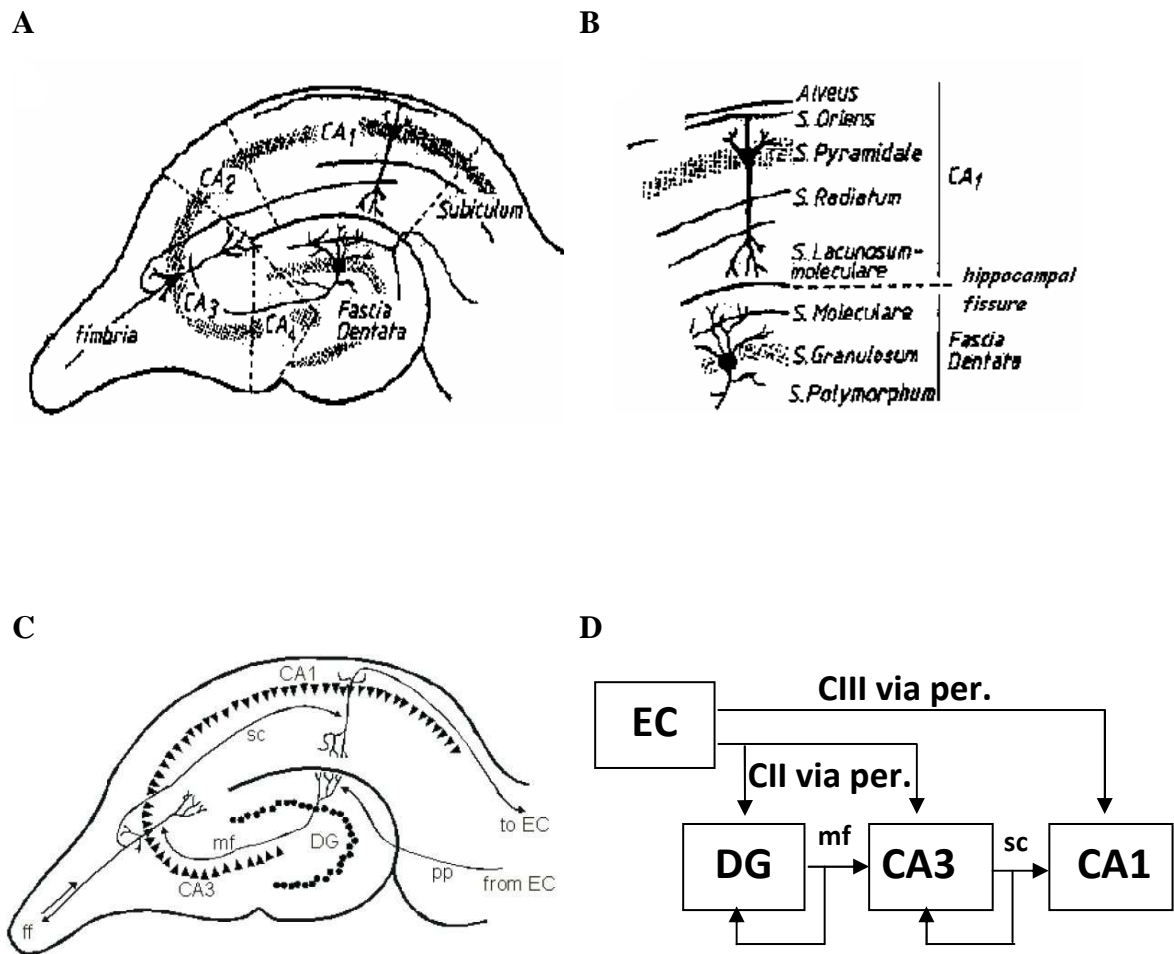 A
CA1
CA2
Subiculum
CA3
CA4
Fascia
Dentata
fimbria
B
Alveus
S. Oriens
S. Pyramidale
CA1
S. Radiatum
S. Lacunosum-
moleculare
hippocampal
fissure
S. Moleculare
Fascia
Dentata
S. Granulosum
S. Polymorphum
C
CA1
sc
to EC
mf
DG
CA3
pp
from EC
ff
D
CIII via per.
EC
CII via per.
mf
sc
DG
CA3
CA1